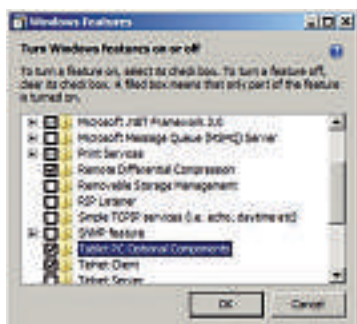 Windows Features
Turn Windows features on or off
To turn a feature on, select its check box. To turn a feature off,
clear its check box. A filled box means that only part of the feature
is turned on.
Microsoft .NET Framework 3.0
Microsoft Message Queue (MSMQ) Server
Print Services
Remote Differential Compression
Removable Storage Management
RIP Listener
Simple TCPIP services (i.e. echo, daytime etc)
SNMP feature
Tablet PC Optional Components
Telnet Client
Telnet Server
OK
Cancel